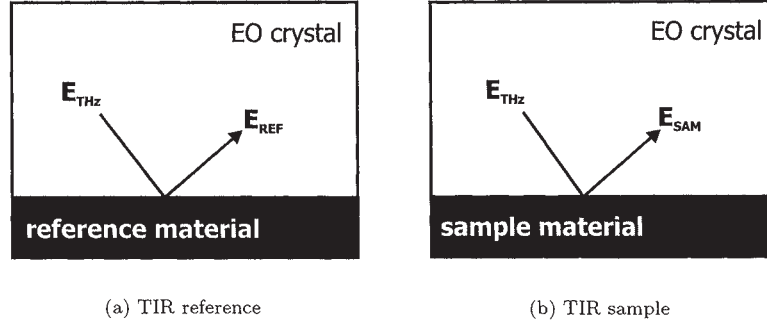 EO crystal
E_THz
E_REF
reference material
(a) TIR reference
EO crystal
E_THz
E_SAM
sample material
(b) TIR sample